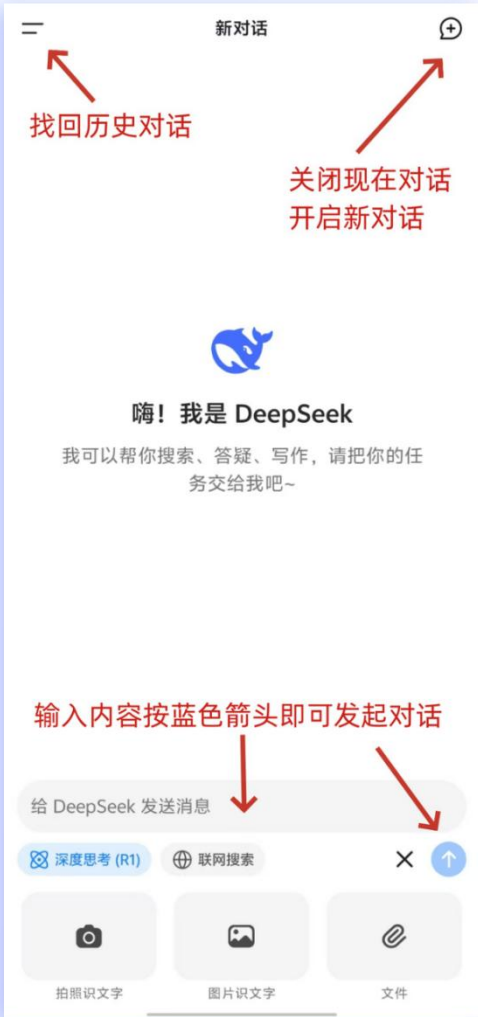 新对话
找回历史对话
关闭现在对话
开启新对话
嗨！我是 DeepSeek
我可以帮你搜索、答疑、写作，请把你的任
务交给我吧~
输入内容按蓝色箭头即可发起对话
给 DeepSeek 发送消息
深度思考 (R1) 联网搜索
拍照识文字 图片识文字 文件